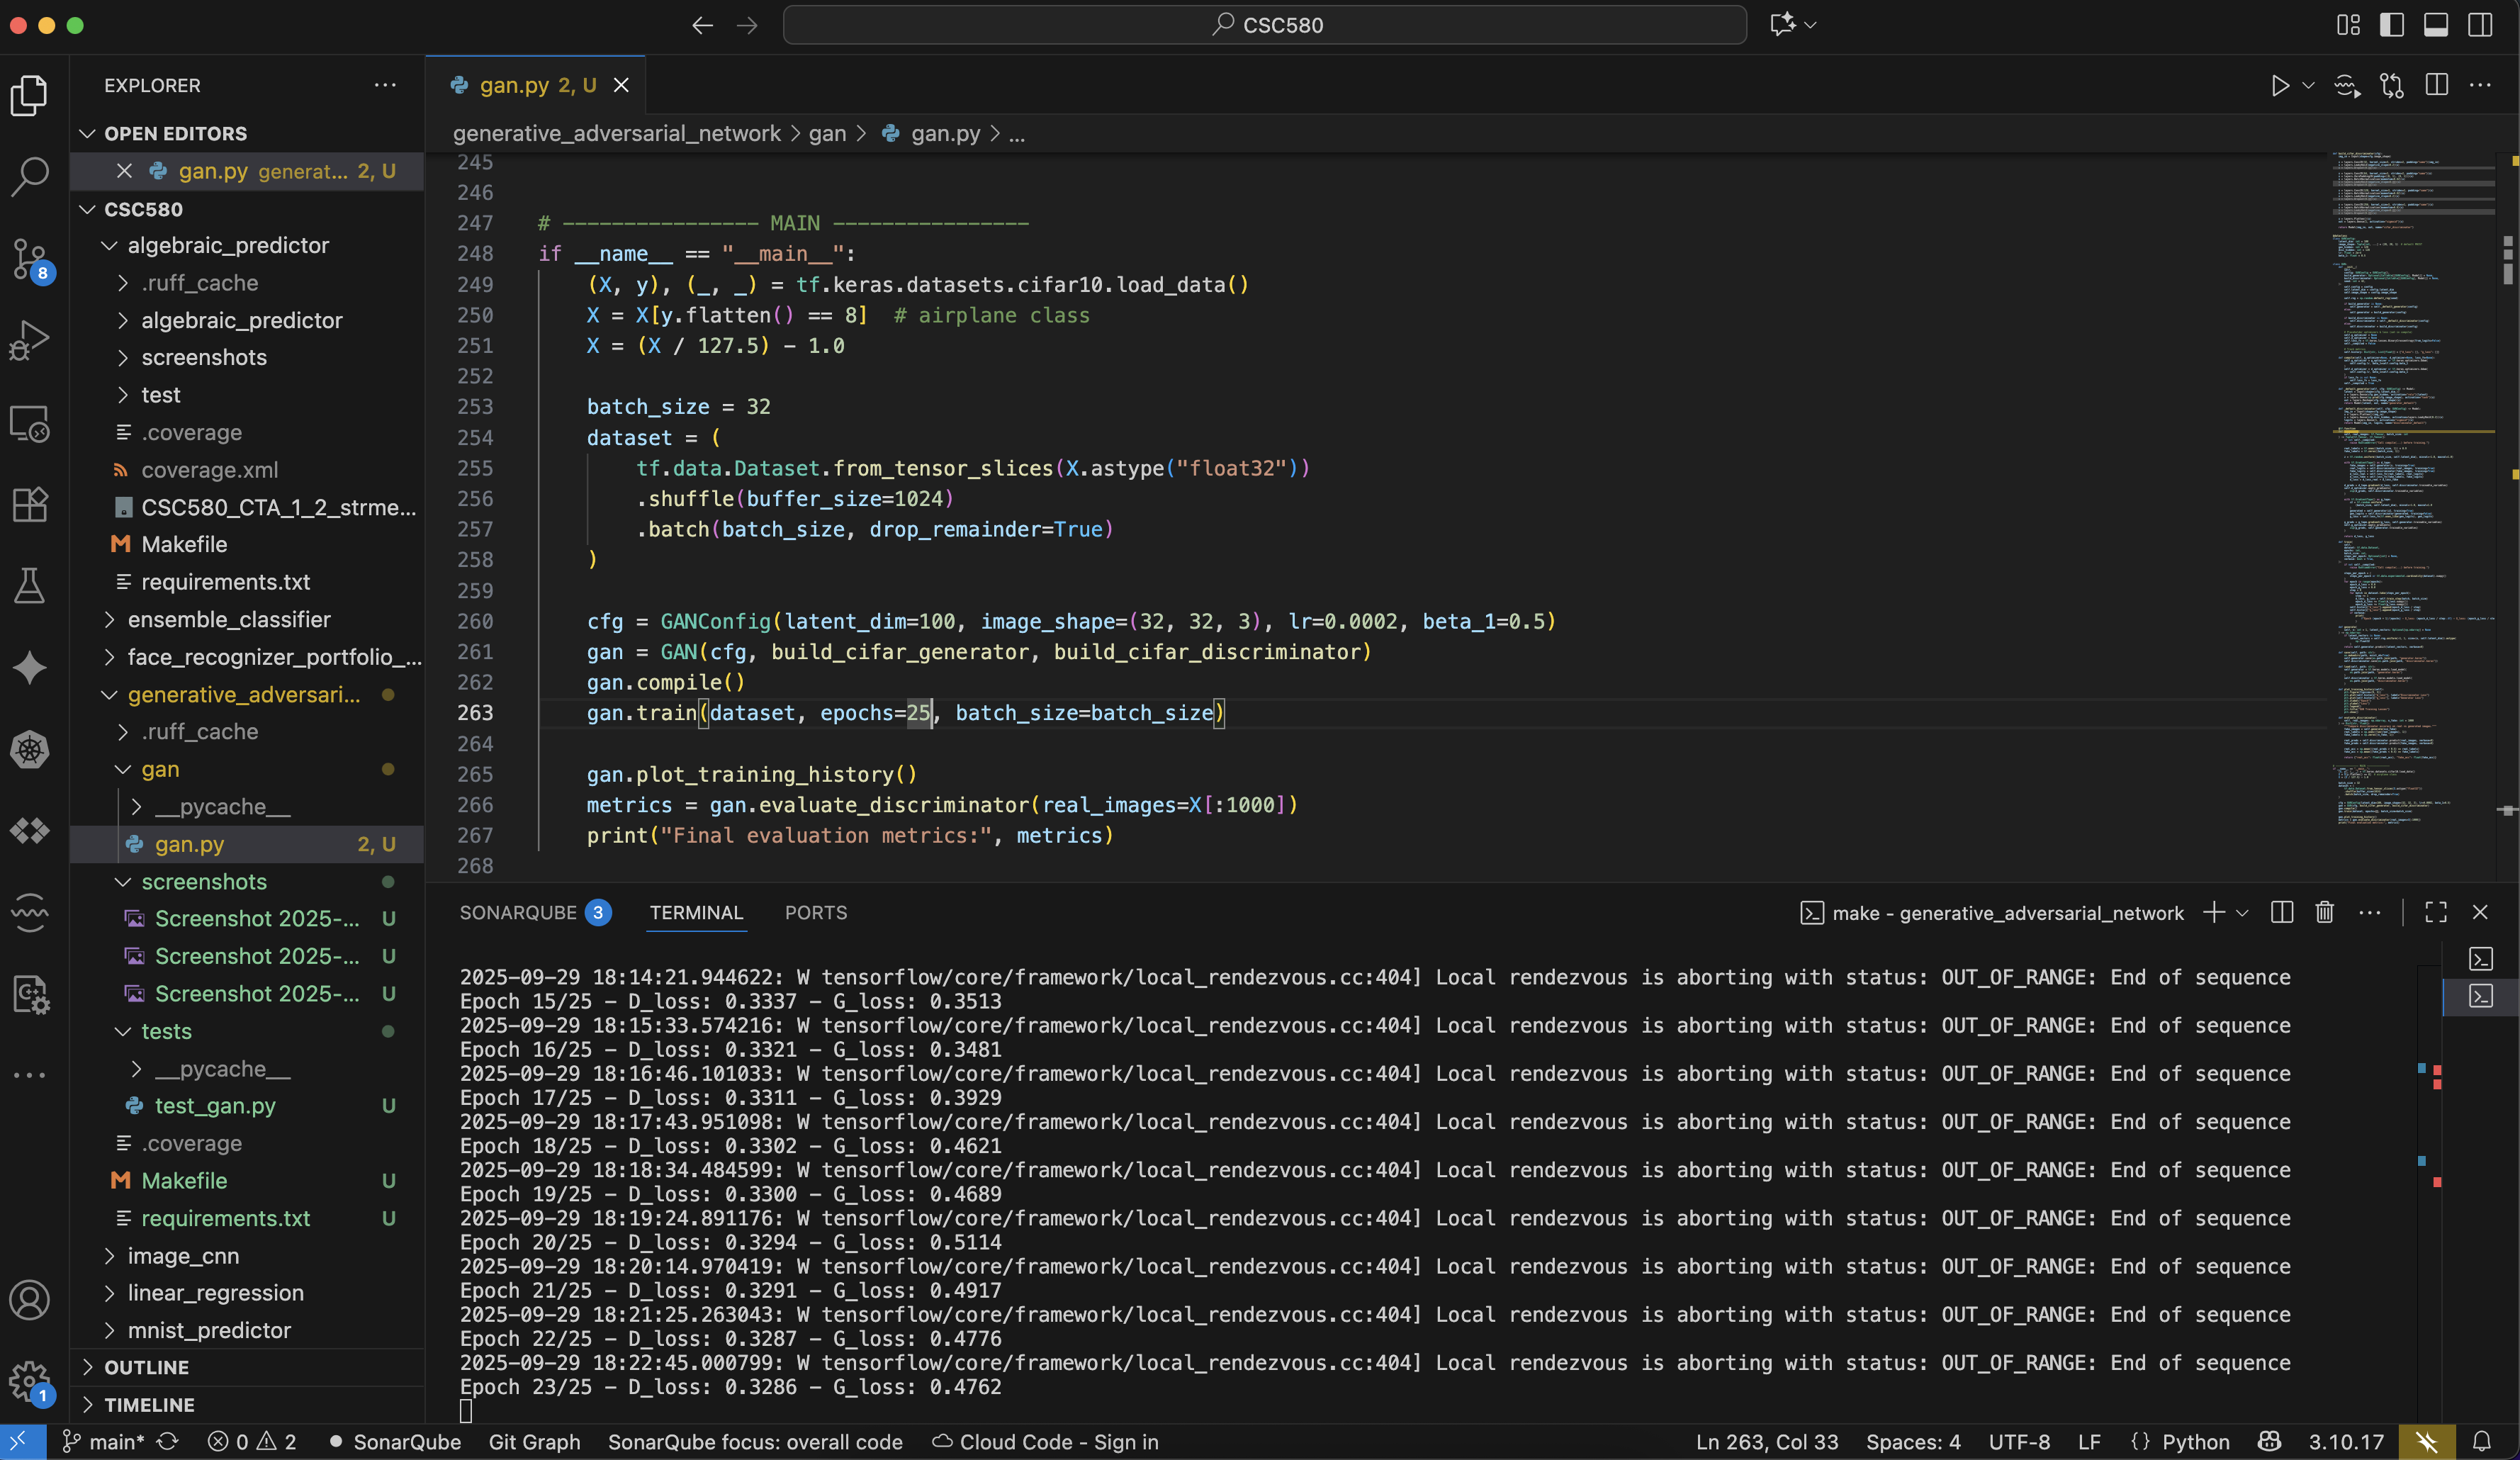 CSC580
EXPLORER
OPEN EDITORS
gan.py generat... 2, U
CSC580
algebraic_predictor
.ruff_cache
algebraic_predictor
screenshots
test
.coverage
coverage.xml
CSC580_CTA_1_2_strme...
Makefile
requirements.txt
ensemble_classifier
face_recognizer_portfolio_...
generative_adversari...
.ruff_cache
gan
__pycache__
gan.py 2, U
screenshots
Screenshot 2025-... U
Screenshot 2025-... U
Screenshot 2025-... U
tests
__pycache__
test_gan.py U
.coverage
Makefile U
requirements.txt U
image_cnn
linear_regression
mnist_predictor
OUTLINE
TIMELINE
8
1
gan.py 2, U
generative_adversarial_network > gan > gan.py > ...
245
246
247 # ---------------- MAIN ----------------
248 if __name__ == "__main__":
249 (X, y), (_, _) = tf.keras.datasets.cifar10.load_data()
250 X = X[y.flatten() == 8]  # airplane class
251 X = (X / 127.5) - 1.0
252
253 batch_size = 32
254 dataset = (
255 tf.data.Dataset.from_tensor_slices(X.astype("float32"))
256 .shuffle(buffer_size=1024)
257 .batch(batch_size, drop_remainder=True)
258 )
259
260 cfg = GANConfig(latent_dim=100, image_shape=(32, 32, 3), lr=0.0002, beta_1=0.5)
261 gan = GAN(cfg, build_cifar_generator, build_cifar_discriminator)
262 gan.compile()
263 gan.train(dataset, epochs=25, batch_size=batch_size)
264
265 gan.plot_training_history()
266 metrics = gan.evaluate_discriminator(real_images=X[:1000])
267 print("Final evaluation metrics:", metrics)
268
SONARQUBE 3 TERMINAL PORTS make - generative_adversarial_network
2025-09-29 18:14:21.944622: W tensorflow/core/framework/local_rendezvous.cc:404] Local rendezvous is aborting with status: OUT_OF_RANGE: End of sequence
Epoch 15/25 - D_loss: 0.3337 - G_loss: 0.3513
2025-09-29 18:15:33.574216: W tensorflow/core/framework/local_rendezvous.cc:404] Local rendezvous is aborting with status: OUT_OF_RANGE: End of sequence
Epoch 16/25 - D_loss: 0.3321 - G_loss: 0.3481
2025-09-29 18:16:46.101033: W tensorflow/core/framework/local_rendezvous.cc:404] Local rendezvous is aborting with status: OUT_OF_RANGE: End of sequence
Epoch 17/25 - D_loss: 0.3311 - G_loss: 0.3929
2025-09-29 18:17:43.951098: W tensorflow/core/framework/local_rendezvous.cc:404] Local rendezvous is aborting with status: OUT_OF_RANGE: End of sequence
Epoch 18/25 - D_loss: 0.3302 - G_loss: 0.4621
2025-09-29 18:18:34.484599: W tensorflow/core/framework/local_rendezvous.cc:404] Local rendezvous is aborting with status: OUT_OF_RANGE: End of sequence
Epoch 19/25 - D_loss: 0.3300 - G_loss: 0.4689
2025-09-29 18:19:24.891176: W tensorflow/core/framework/local_rendezvous.cc:404] Local rendezvous is aborting with status: OUT_OF_RANGE: End of sequence
Epoch 20/25 - D_loss: 0.3294 - G_loss: 0.5114
2025-09-29 18:20:14.970419: W tensorflow/core/framework/local_rendezvous.cc:404] Local rendezvous is aborting with status: OUT_OF_RANGE: End of sequence
Epoch 21/25 - D_loss: 0.3291 - G_loss: 0.4917
2025-09-29 18:21:25.263043: W tensorflow/core/framework/local_rendezvous.cc:404] Local rendezvous is aborting with status: OUT_OF_RANGE: End of sequence
Epoch 22/25 - D_loss: 0.3287 - G_loss: 0.4776
2025-09-29 18:22:45.000799: W tensorflow/core/framework/local_rendezvous.cc:404] Local rendezvous is aborting with status: OUT_OF_RANGE: End of sequence
Epoch 23/25 - D_loss: 0.3286 - G_loss: 0.4762
main* 0 2 SonarQube Git Graph SonarQube focus: overall code Cloud Code - Sign in Ln 263, Col 33 Spaces: 4 UTF-8 LF {} Python 3.10.17